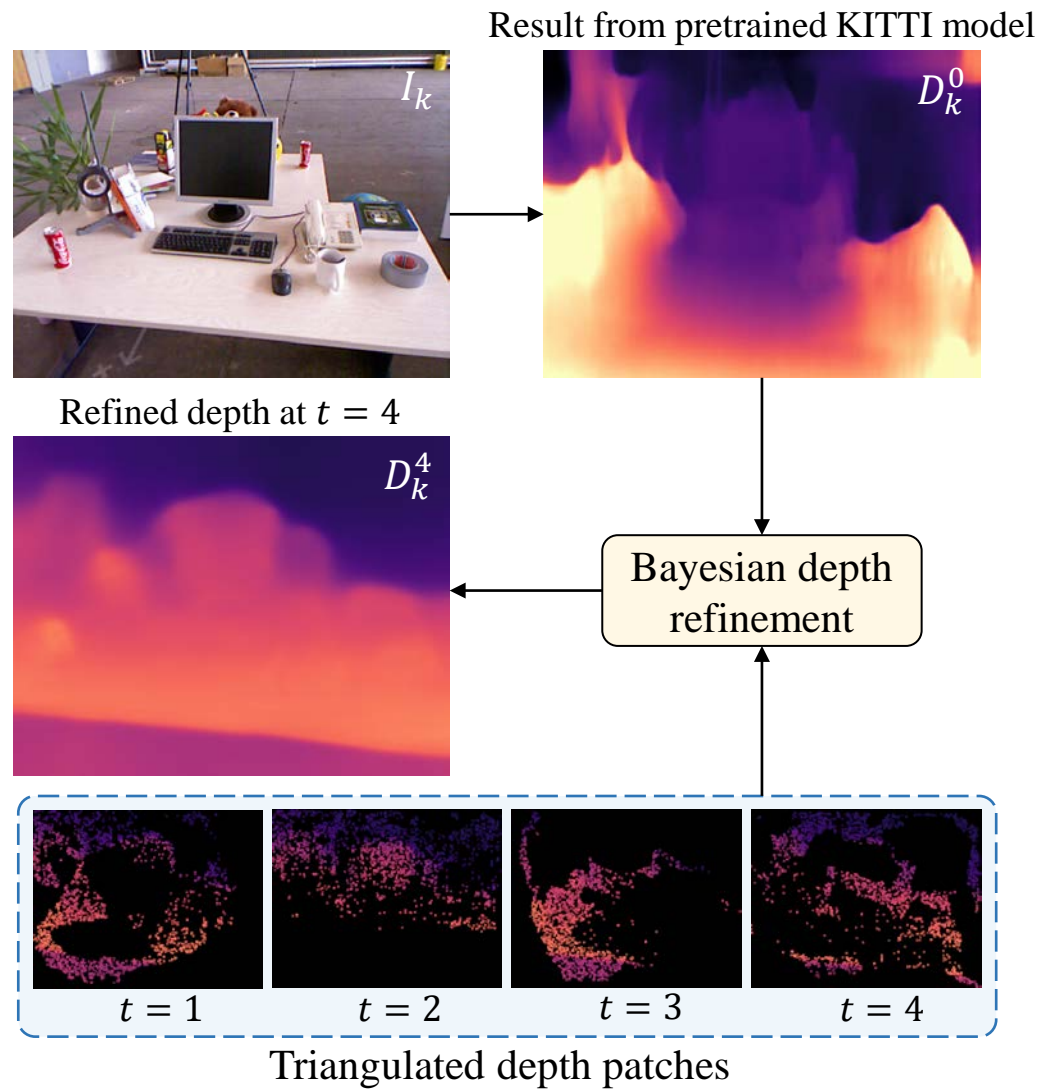 Result from pretrained KITTI model
I_k
D_k^0
Refined depth at t = 4
D_k^4
Bayesian depth
refinement
t = 1
t = 2
t = 3
t = 4
Triangulated depth patches